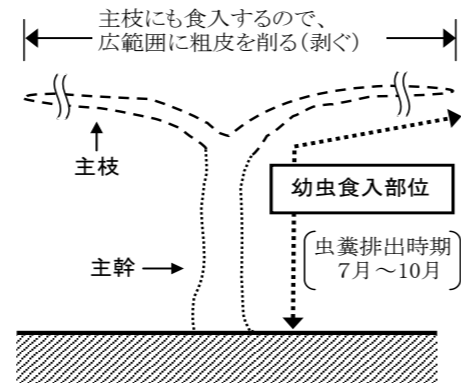 主枝にも食入するので、
広範囲に粗皮を削る（剥ぐ）
主枝
幼虫食入部位
虫糞排出時期
7月～10月
主幹